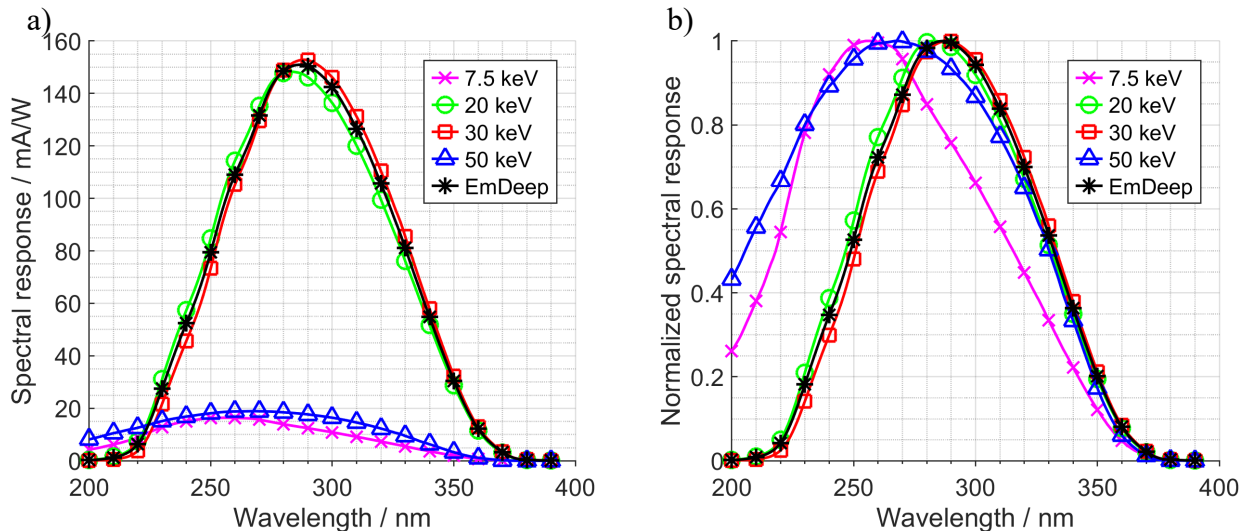 a)
Spectral response / mA/W
160
140
120
100
80
60
40
20
0
200
250
300
350
400
Wavelength / nm
7.5 keV
20 keV
30 keV
50 keV
EmDeep
b)
Normalized spectral response
1
0.8
0.6
0.4
0.2
0
200
250
300
350
400
Wavelength / nm
7.5 keV
20 keV
30 keV
50 keV
EmDeep